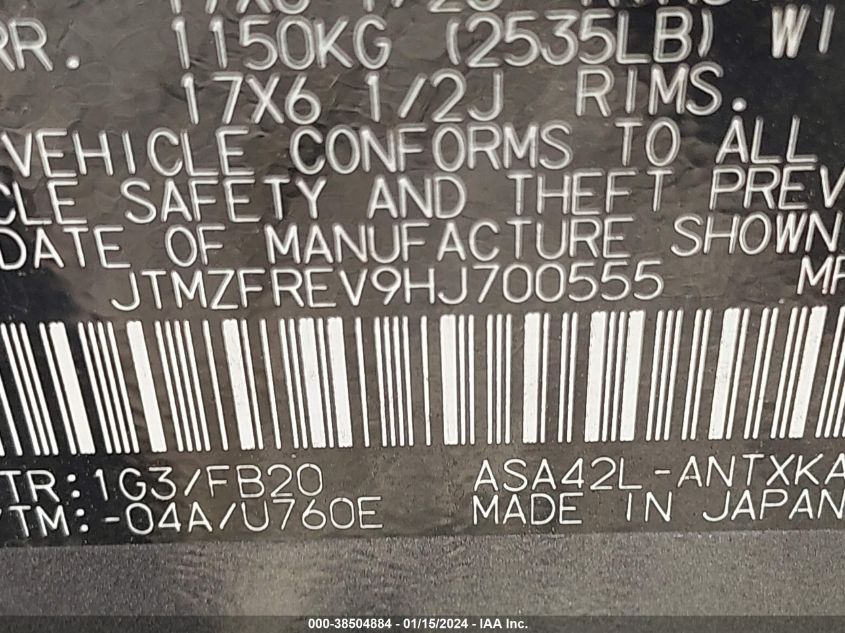 RR. 1150KG (2535LB) WI
17X6 1/2J RIMS.
VEHICLE CONFORMS TO ALL
CLE SAFETY AND THEFT PREV
DATE OF MANUFACTURE SHOWN
JTMZFREV9HJ700555 MP
TR:1G3/FB20 ASA42L-ANTXKA
TM:-04A/U760E MADE IN JAPAN
000-38504884 - 01/15/2024 - IAA Inc.